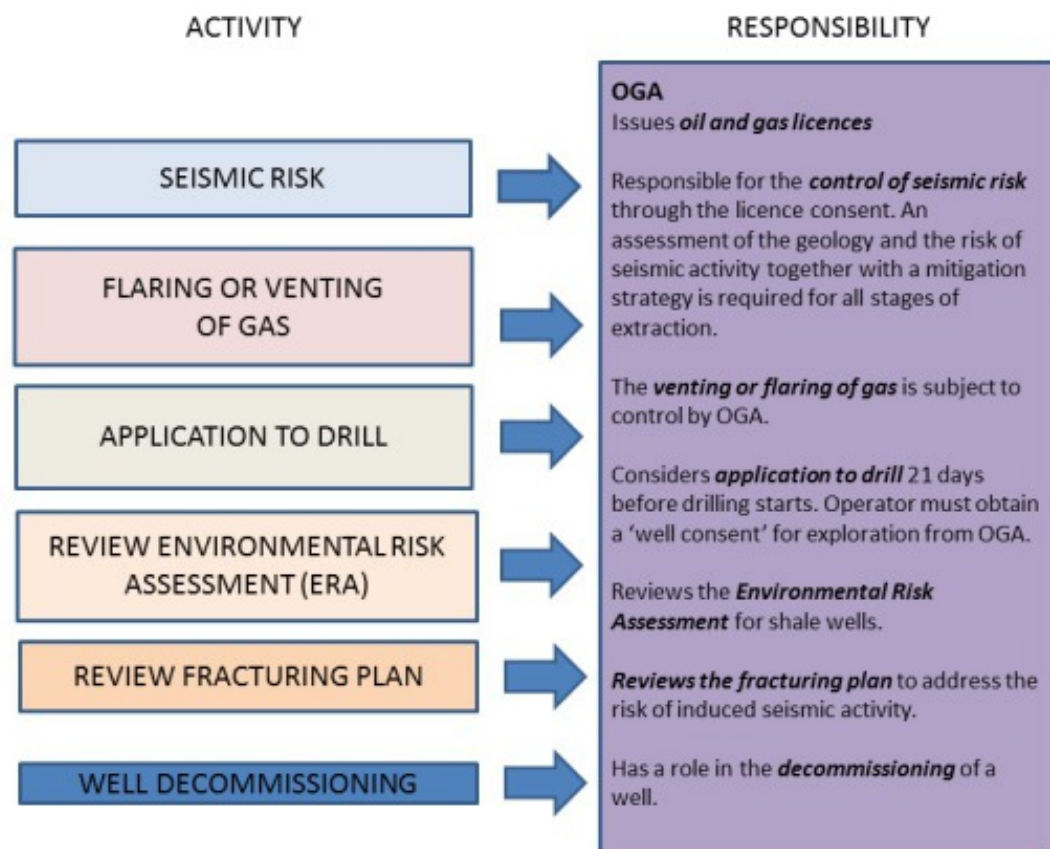 ACTIVITY
RESPONSIBILITY
SEISMIC RISK
FLARING OR VENTING
OF GAS
APPLICATION TO DRILL
REVIEW ENVIRONMENTAL RISK
ASSESSMENT (ERA)
REVIEW FRACTURING PLAN
WELL DECOMMISSIONING
OGA
Issues oil and gas licences
Responsible for the control of seismic risk
through the licence consent. An
assessment of the geology and the risk of
seismic activity together with a mitigation
strategy is required for all stages of
extraction.
The venting or flaring of gas is subject to
control by OGA.
Considers application to drill 21 days
before drilling starts. Operator must obtain
a ‘well consent’ for exploration from OGA.
Reviews the Environmental Risk
Assessment for shale wells.
Reviews the fracturing plan to address the
risk of induced seismic activity.
Has a role in the decommissioning of a
well.